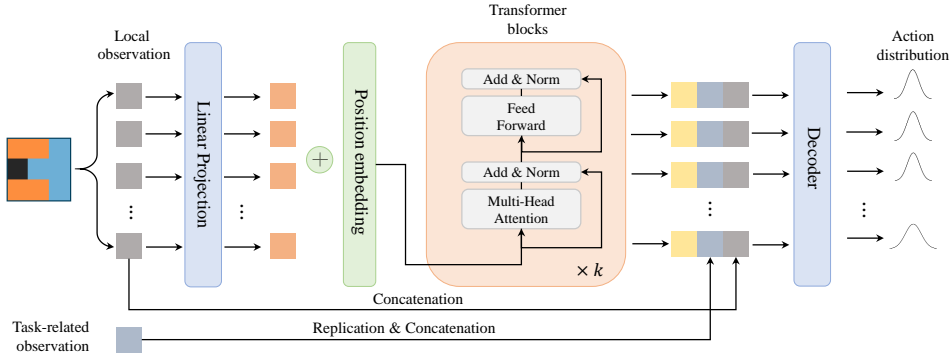 Transformer
blocks
Local
observation
Linear Projection
Position embedding
Add & Norm
Feed
Forward
Add & Norm
Multi-Head
Attention
× k
Decoder
Action
distribution
...
...
...
...
Concatenation
Task-related
observation
Replication & Concatenation